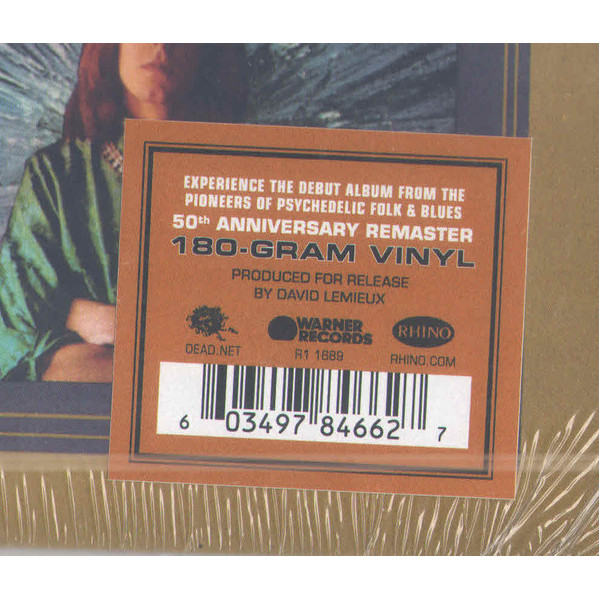 EXPERIENCE THE DEBUT ALBUM FROM THE
PIONEERS OF PSYCHEDELIC FOLK & BLUES
50th ANNIVERSARY REMASTER
180-GRAM VINYL
PRODUCED FOR RELEASE
BY DAVID LEMIEUX
WARNER RECORDS
RHINO
DEAD.NET
R1 1689
RHINO.COM
6 03497 84662 7